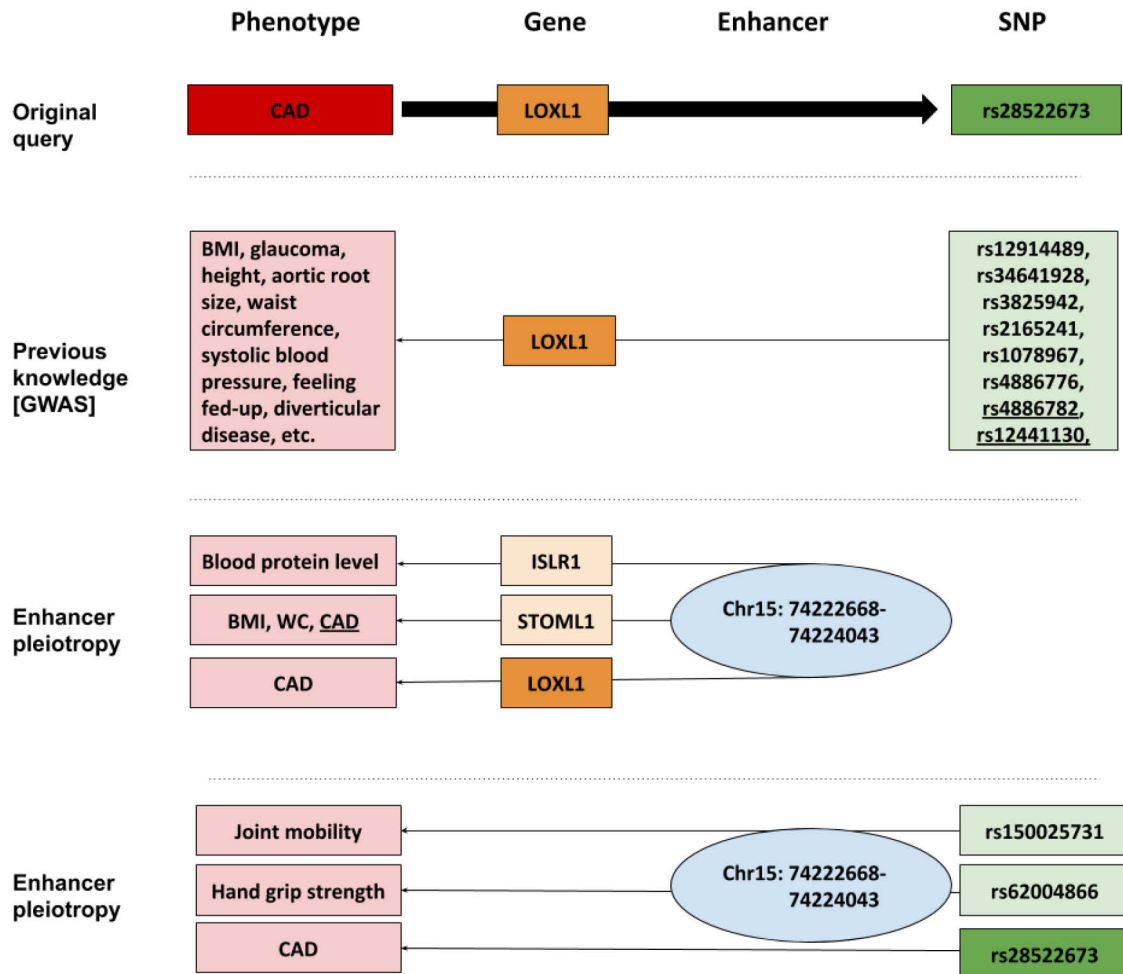 Phenotype Gene Enhancer SNP
Original
query
CAD
LOXL1
rs28522673
Previous
knowledge
[GWAS]
BMI, glaucoma,
height, aortic root
size, waist
circumference,
systolic blood
pressure, feeling
fed-up, diverticular
disease, etc.
LOXL1
rs12914489,
rs34641928,
rs3825942,
rs2165241,
rs1078967,
rs4886776,
rs4886782,
rs12441130,
Enhancer
pleiotropy
Blood protein level
ISLR1
BMI, WC, CAD
STOML1
CAD
LOXL1
Chr15: 74222668-
74224043
Enhancer
pleiotropy
Joint mobility
Hand grip strength
CAD
Chr15: 74222668-
74224043
rs150025731
rs62004866
rs28522673